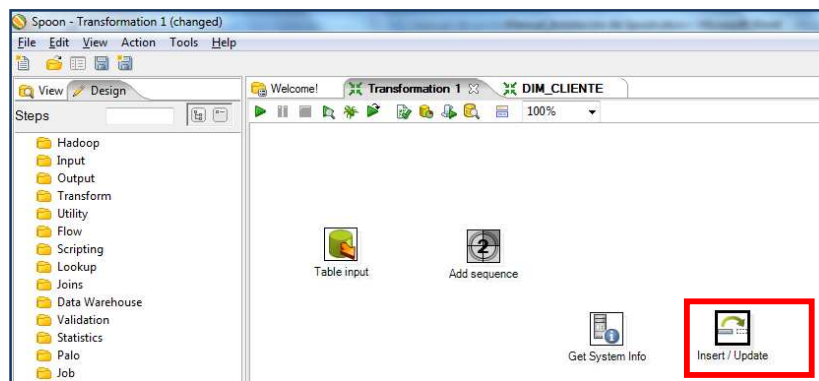 Spoon - Transformation 1 (changed)
File Edit View Action Tools Help
View Design
Welcome! Transformation 1 DIM_CLIENTE
Steps
100%
Hadoop
Input
Output
Transform
Utility
Flow
Scripting
Lookup
Joins
Data Warehouse
Validation
Statistics
Palo
Job
Table input
2
Add sequence
Get System Info
Insert / Update